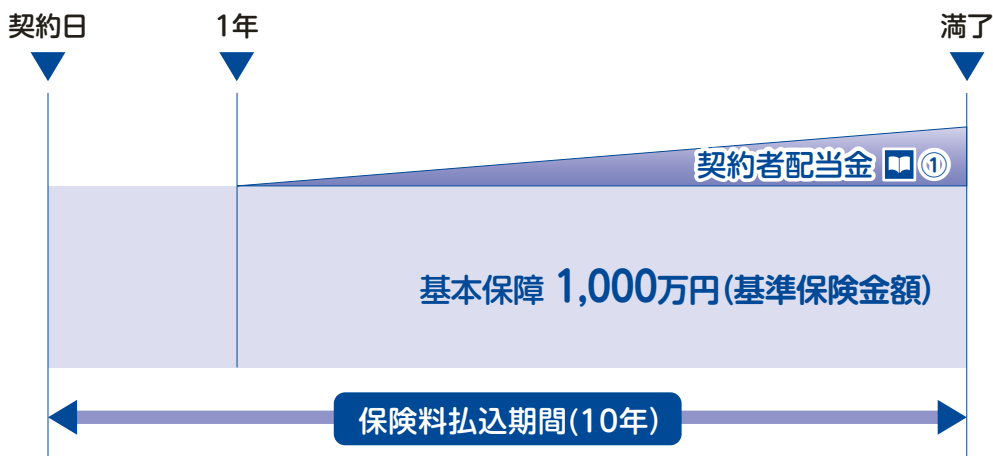 契約日
1年
満了
契約者配当金 ①
基本保障 1,000万円(基準保険金額)
保険料払込期間(10年)